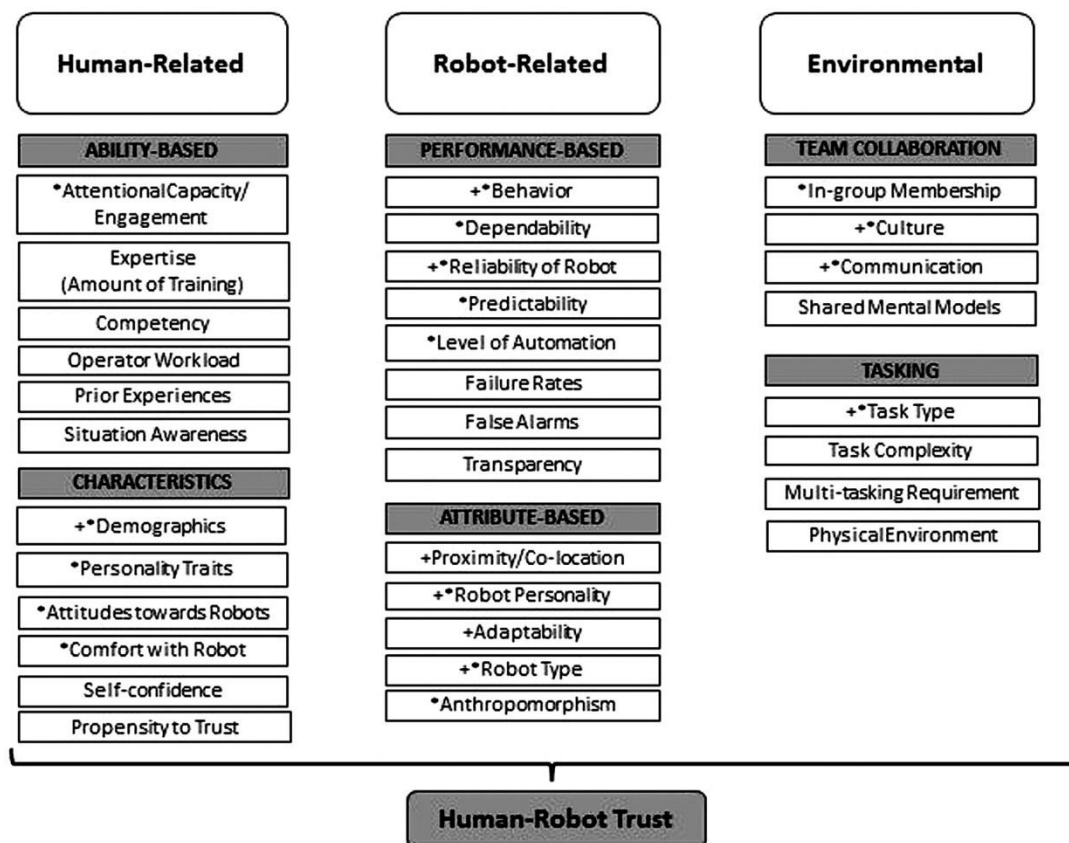 Human-Related
ABILITY-BASED
*Attentional Capacity/
Engagement
Expertise
(Amount of Training)
Competency
Operator Workload
Prior Experiences
Situation Awareness
CHARACTERISTICS
+*Demographics
*Personality Traits
*Attitudes towards Robots
*Comfort with Robot
Self-confidence
Propensity to Trust
Robot-Related
PERFORMANCE-BASED
+*Behavior
*Dependability
+*Reliability of Robot
*Predictability
*Level of Automation
Failure Rates
False Alarms
Transparency
ATTRIBUTE-BASED
+Proximity/Co-location
+*Robot Personality
+Adaptability
+*Robot Type
*Anthropomorphism
Environmental
TEAM COLLABORATION
*In-group Membership
+*Culture
+*Communication
Shared Mental Models
TASKING
+*Task Type
Task Complexity
Multi-tasking Requirement
Physical Environment
Human-Robot Trust